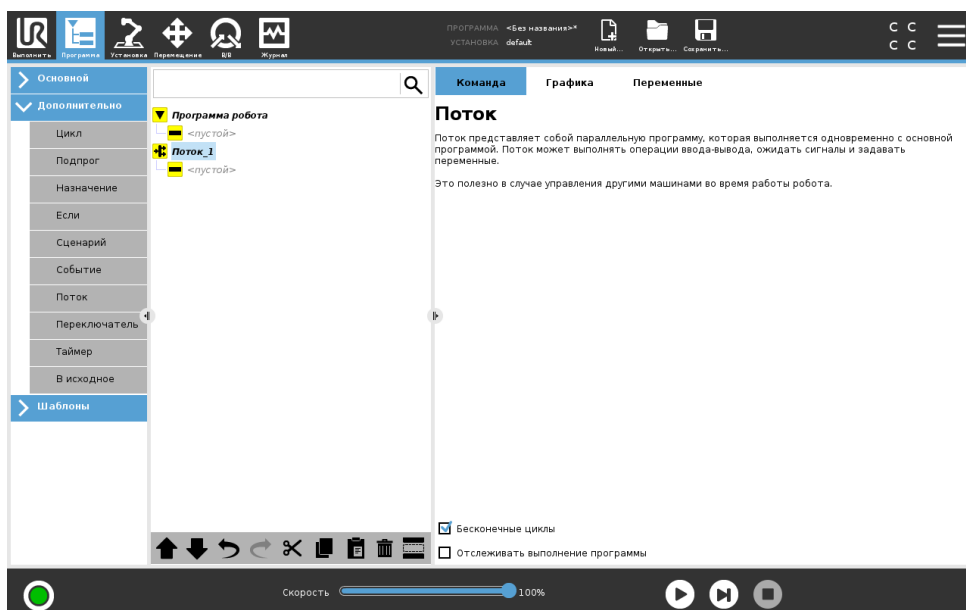 ПРОГРАММА <Без названия>*
УСТАНОВКА default
Выполнить Программа Установка Перемещение В/В Журнал
Новый... Открыть... Сохранить...
C C
C C
Основной
Дополнительно
Цикл
Подпрог
Назначение
Если
Сценарий
Событие
Поток
Переключатель
Таймер
В исходное
Шаблоны
Программа робота
<пустой>
Поток_1
<пустой>
Команда Графика Переменные
Поток
Поток представляет собой параллельную программу, которая выполняется одновременно с основной
программой. Поток может выполнять операции ввода-вывода, ожидать сигналы и задавать
переменные.
Это полезно в случае управления другими машинами во время работы робота.
Бесконечные циклы
Отслеживать выполнение программы
Скорость 100%